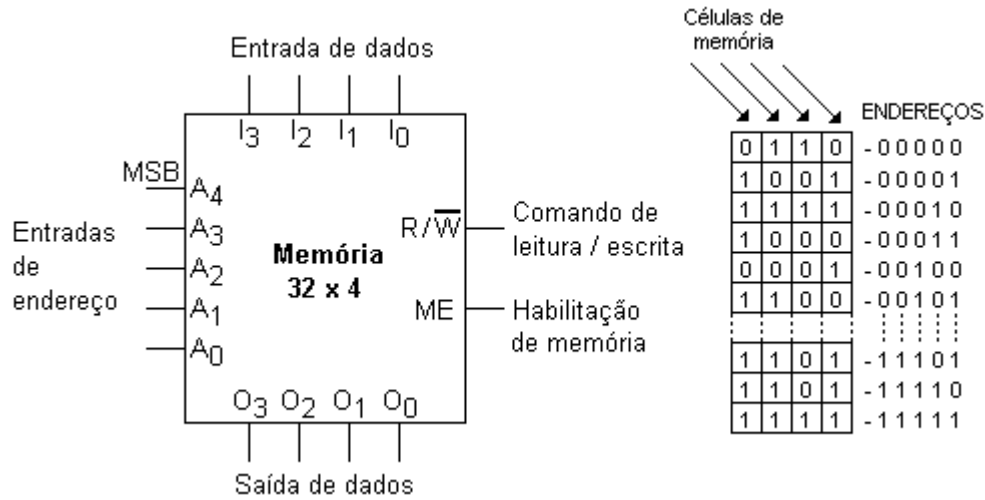 Entrada de dados
I3 I2 I1 I0
MSB
A4
A3
A2
A1
A0
Entradas
de
endereço
Memória
32 x 4
R/W̅
ME
Comando de
leitura / escrita
Habilitação
de memória
O3 O2 O1 O0
Saída de dados
Células de
memória
ENDEREÇOS
0 1 1 0 - 0 0 0 0 0
1 0 0 1 - 0 0 0 0 1
1 1 1 1 - 0 0 0 1 0
1 0 0 0 - 0 0 0 1 1
0 0 0 1 - 0 0 1 0 0
1 1 0 0 - 0 0 1 0 1
1 1 0 1 - 1 1 1 0 1
1 1 0 1 - 1 1 1 1 0
1 1 1 1 - 1 1 1 1 1